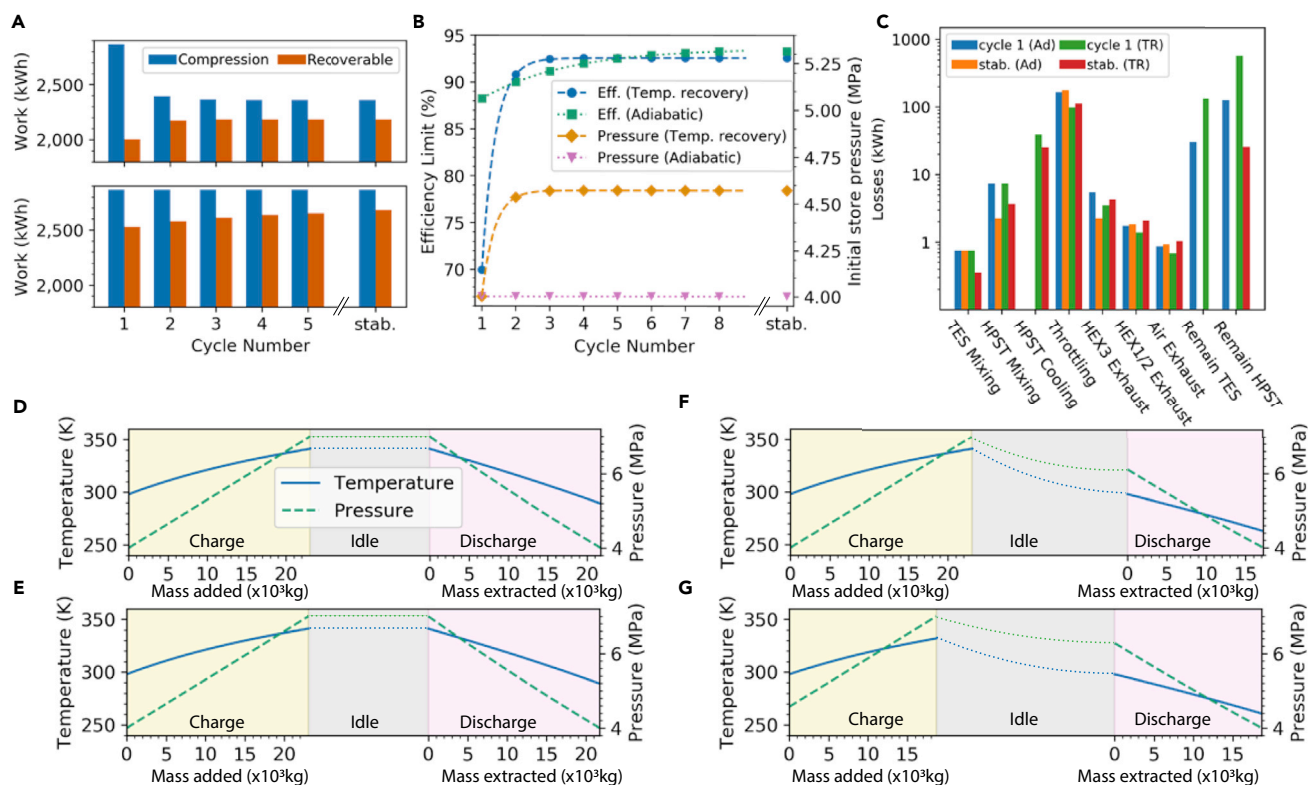 A
Work (kWh)
2,500
2,000
Compression
Recoverable
Work (kWh)
2,500
2,000
1
2
3
4
5
stab.
Cycle Number
B
Efficiency Limit (%)
95
90
85
80
75
70
Eff. (Temp. recovery)
Eff. (Adiabatic)
Pressure (Temp. recovery)
Pressure (Adiabatic)
5.25
5.00
4.75
4.50
4.25
4.00
Initial store pressure (MPa)
1
2
3
4
5
6
7
8
stab.
Cycle Number
C
Losses (kWh)
1000
100
10
1
cycle 1 (Ad)
stab. (Ad)
cycle 1 (TR)
stab. (TR)
TES Mixing
HPST Mixing
HPST Cooling
Throttling
HEX3 Exhaust
HEX1/2 Exhaust
Air Exhaust
Remain TES
Remain HPST
D
Temperature (K)
350
300
250
Temperature
Pressure
Charge
Idle
Discharge
6
4
Pressure (MPa)
0 5 10 15 20
0 5 10 15 20
Mass added (x10³kg)
Mass extracted (x10³kg)
E
Temperature (K)
350
300
250
Charge
Idle
Discharge
6
4
Pressure (MPa)
0 5 10 15 20
0 5 10 15 20
Mass added (x10³kg)
Mass extracted (x10³kg)
F
Temperature (K)
350
300
250
Charge
Idle
Discharge
6
4
Pressure (MPa)
0 5 10 15 20
0 5 10 15
Mass added (x10³kg)
Mass extracted (x10³kg)
G
Temperature (K)
350
300
250
Charge
Idle
Discharge
6
4
Pressure (MPa)
0 5 10 15
0 5 10 15
Mass added (x10³kg)
Mass extracted (x10³kg)